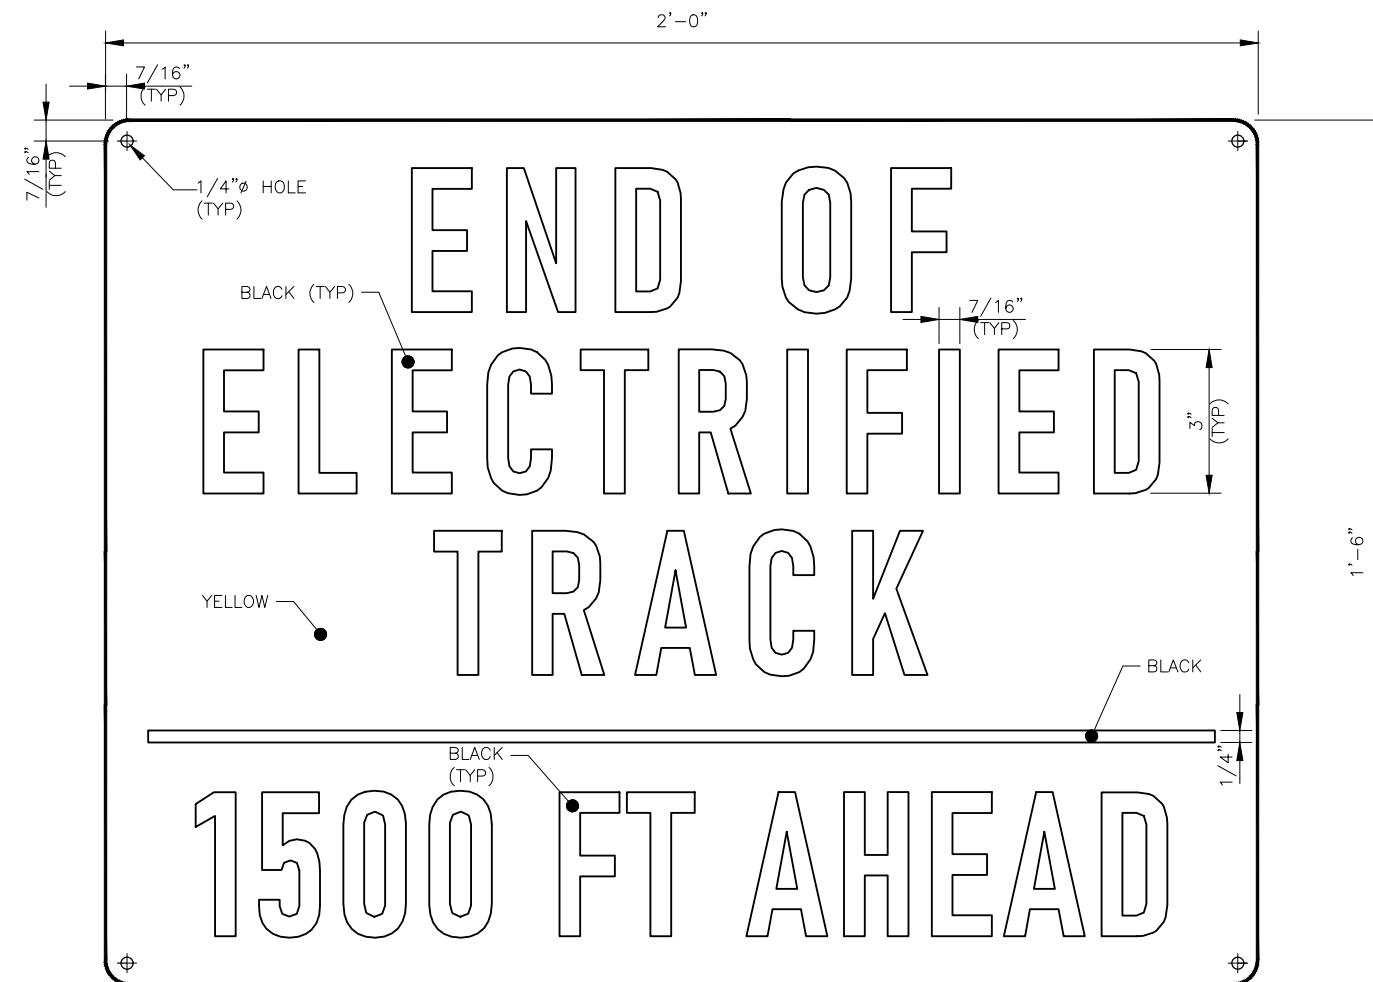 2'-0"
7/16"
(TYP)
7/16"
(TYP)
1/4"ø HOLE
(TYP)
END OF
BLACK (TYP)
7/16"
(TYP)
ELECTRIFIED
3"
(TYP)
TRACK
1'-6"
YELLOW
BLACK
1/4"
BLACK
(TYP)
1500 FT AHEAD